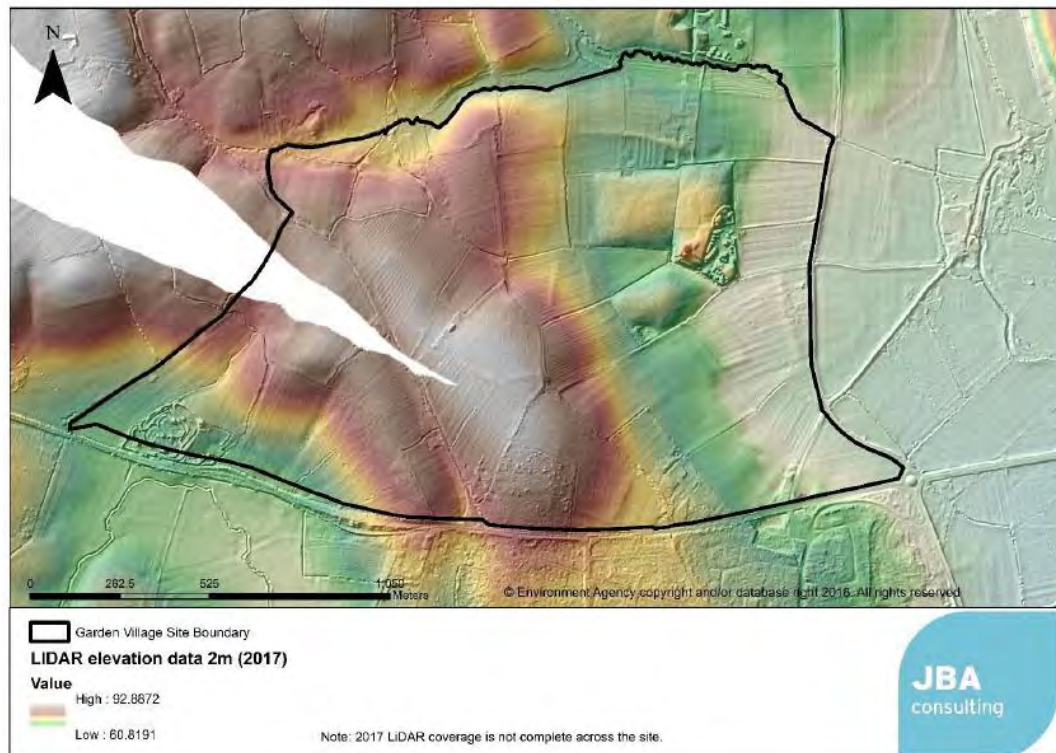 N
0 262.5 525 1,050
Meters
© Environment Agency copyright and/or database right 2016. All rights reserved
Garden Village Site Boundary
LIDAR elevation data 2m (2017)
Value
High : 92.8872
Low : 60.8191
Note: 2017 LiDAR coverage is not complete across the site.
JBA
consulting